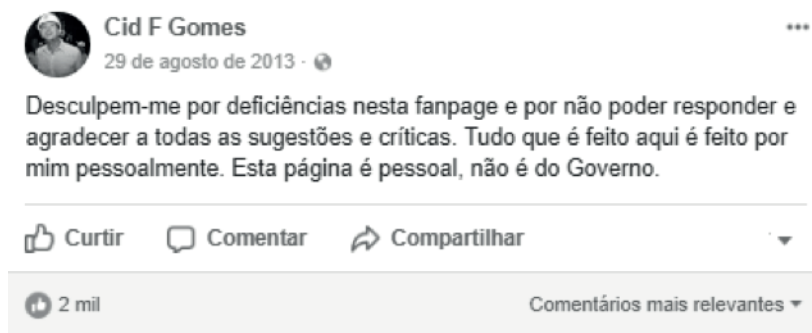 Cid F Gomes
29 de agosto de 2013 ·
Desculpem-me por deficiências nesta fanpage e por não poder responder e
agradecer a todas as sugestões e críticas. Tudo que é feito aqui é feito por
mim pessoalmente. Esta página é pessoal, não é do Governo.
Curtir Comentar Compartilhar
2 mil Comentários mais relevantes